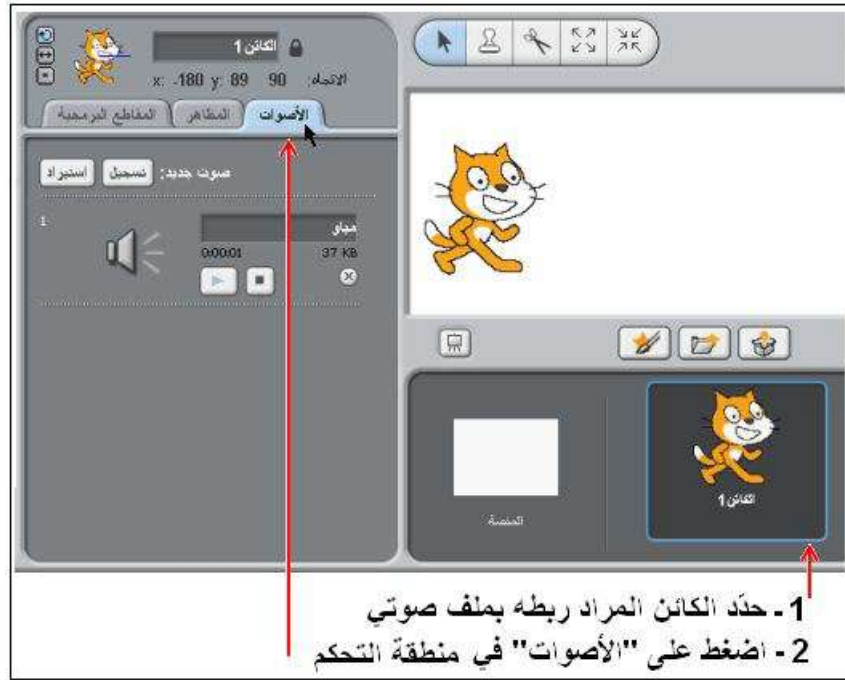 الكائن 1
x: -180 y: 89 الاتجاه: 90
المقاطع البرمجية المظاهر الأصوات
صوت جديد: تسجيل استيراد
1
مياو
0:00:01 37 KB
المنصة
الكائن 1
1 - حدّد الكائن المراد ربطه بملف صوتي
2 - اضغط على "الأصوات" في منطقة التحكم